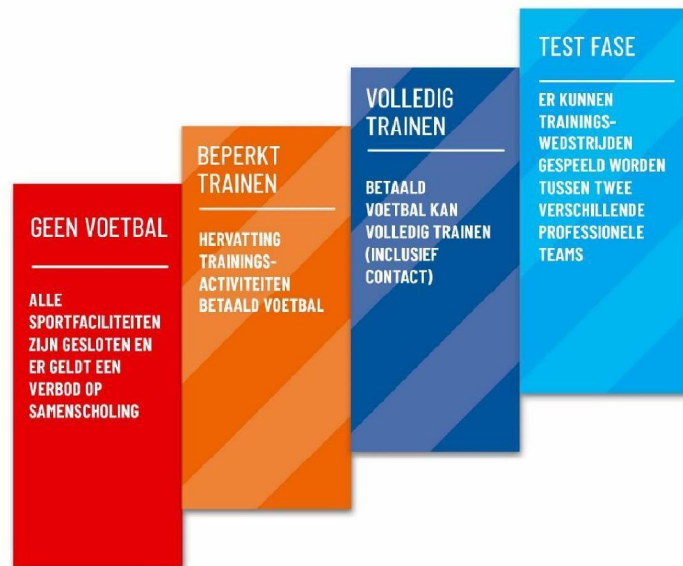 GEEN VOETBAL
ALLE
SPORTFACILITEITEN
ZIJN GESLOTEN EN
ER GELDT EEN
VERBOD OP
SAMENSCHOLING
BEPERKT
TRAINEN
HERVATTING
TRAININGS-
ACTIVITEITEN
BETAALD VOETBAL
VOLLEDIG
TRAINEN
BETAALD
VOETBAL KAN
VOLLEDIG TRAINEN
(INCLUSIEF
CONTACT)
TEST FASE
ER KUNNEN
TRAININGS-
WEDSTRIJDEN
GESPEELD WORDEN
TUSSEN TWEE
VERSCHILLENDE
PROFESSIONELE
TEAMS